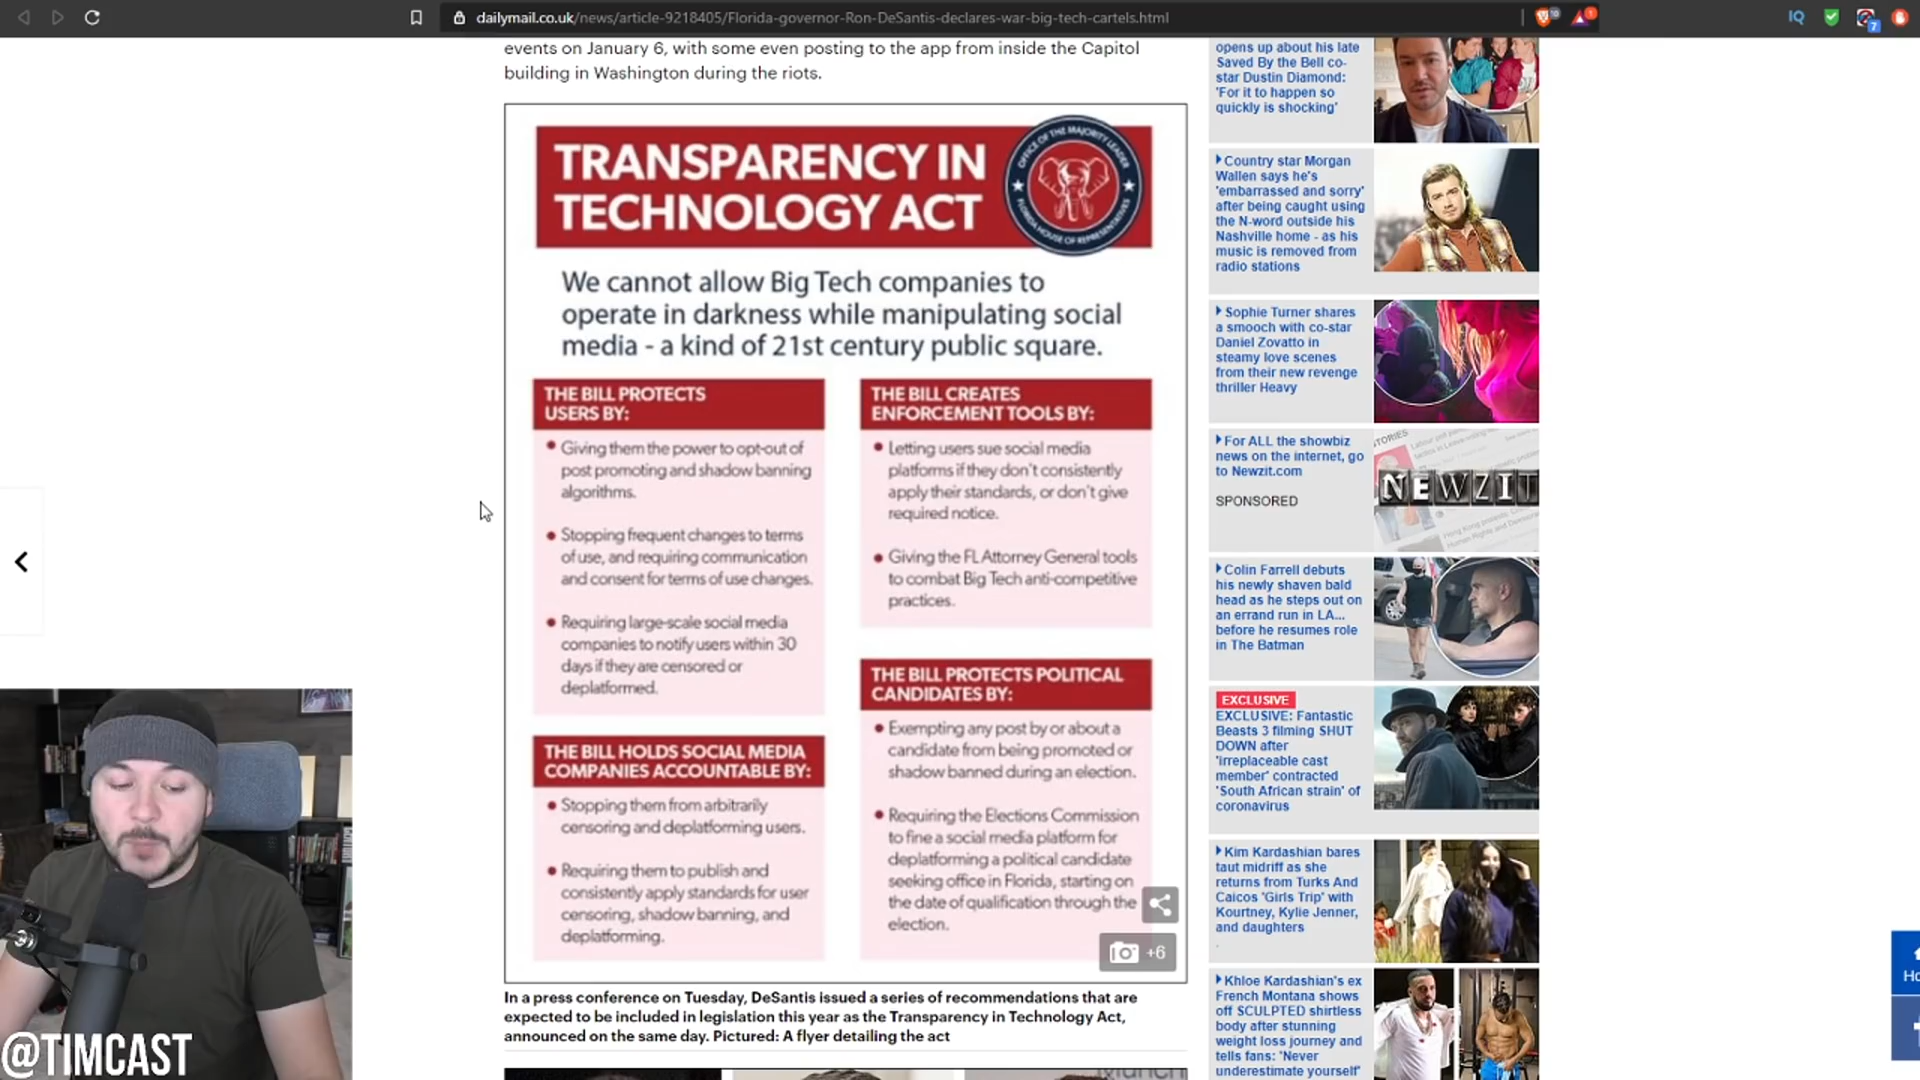 dailymail.co.uk/news/article-9218405/Florida-governor-Ron-DeSantis-declares-war-big-tech-cartels.html
events on January 6, with some even posting to the app from inside the Capitol
building in Washington during the riots.
TRANSPARENCY IN
TECHNOLOGY ACT
OFFICE OF THE MAJORITY LEADER
FLORIDA HOUSE OF REPRESENTATIVES
We cannot allow Big Tech companies to
operate in darkness while manipulating social
media - a kind of 21st century public square.
THE BILL PROTECTS
USERS BY:
Giving them the power to opt-out of
post promoting and shadow banning
algorithms.
Stopping frequent changes to terms
of use, and requiring communication
and consent for terms of use changes.
Requiring large-scale social media
companies to notify users within 30
days if they are censored or
deplatformed.
THE BILL HOLDS SOCIAL MEDIA
COMPANIES ACCOUNTABLE BY:
Stopping them from arbitrarily
censoring and deplatforming users.
Requiring them to publish and
consistently apply standards for user
censoring, shadow banning, and
deplatforming.
THE BILL CREATES
ENFORCEMENT TOOLS BY:
Letting users sue social media
platforms if they don't consistently
apply their standards, or don't give
required notice.
Giving the FL Attorney General tools
to combat Big Tech anti-competitive
practices.
THE BILL PROTECTS POLITICAL
CANDIDATES BY:
Exempting any post by or about a
candidate from being promoted or
shadow banned during an election.
Requiring the Elections Commission
to fine a social media platform for
deplatforming a political candidate
seeking office in Florida, starting on
the date of qualification through the
election.
+6
In a press conference on Tuesday, DeSantis issued a series of recommendations that are
expected to be included in legislation this year as the Transparency in Technology Act,
announced on the same day. Pictured: A flyer detailing the act
opens up about his late
Saved By the Bell co-
star Dustin Diamond:
'For it to happen so
quickly is shocking'
Country star Morgan
Wallen says he's
'embarrassed and sorry'
after being caught using
the N-word outside his
Nashville home - as his
music is removed from
radio stations
Sophie Turner shares
a smooch with co-star
Daniel Zovatto in
steamy love scenes
from their new revenge
thriller Heavy
For ALL the showbiz
news on the internet, go
to Newzit.com
SPONSORED
NEWZIT
Colin Farrell debuts
his newly shaven bald
head as he steps out on
an errand run in LA...
before he resumes role
in The Batman
EXCLUSIVE
EXCLUSIVE: Fantastic
Beasts 3 filming SHUT
DOWN after
'irreplaceable cast
member' contracted
'South African strain' of
coronavirus
Kim Kardashian bares
taut midriff as she
returns from Turks And
Caicos 'Girls Trip' with
Kourtney, Kylie Jenner,
and daughters
Khloe Kardashian's ex
French Montana shows
off SCULPTED shirtless
body after stunning
weight loss journey and
tells fans: 'Never
underestimate yourself'
IQ
7
@TIMCAST